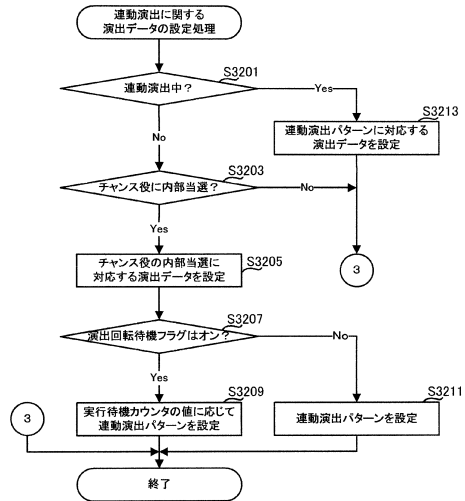 連動演出に関する
演出データの設定処理
S3201
連動演出中?
Yes
No
S3213
連動演出パターンに対応する
演出データを設定
S3203
チャンス役に内部当選?
No
Yes
3
チャンス役の内部当選に
対応する演出データを設定
S3205
S3207
演出回転待機フラグはオン?
No
Yes
S3209
実行待機カウンタの値に応じて
連動演出パターンを設定
S3211
連動演出パターンを設定
3
終了